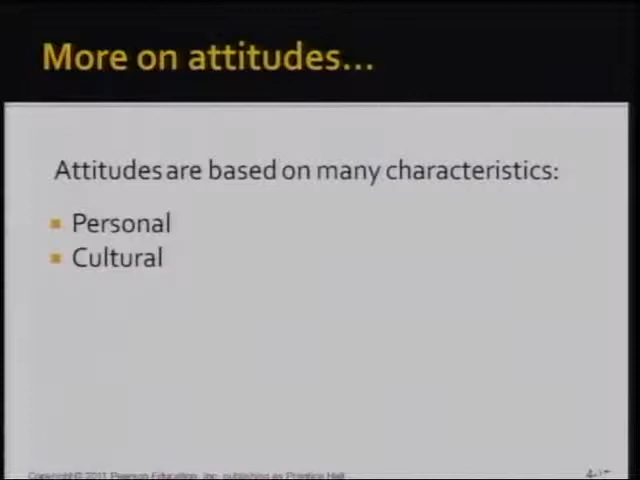 More on attitudes...
Attitudes are based on many characteristics:
Personal
Cultural
Copyright© 2011 Pearson Education, Inc. publishing as Prentice Hall